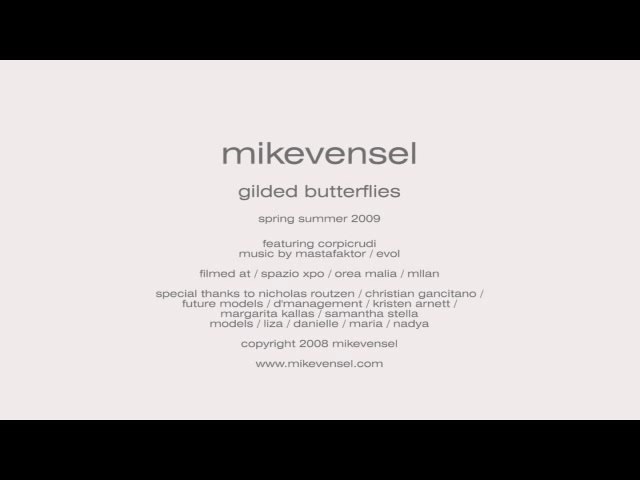 mikevensel
gilded butterflies
spring summer 2009
featuring corpicrudi
music by mastafaktor / evol
filmed at / spazio xpo / orea malia / mllan
special thanks to nicholas routzen / christian gancitano /
future models / d'management / kristen arnett /
margarita kallas / samantha stella
models / liza / danielle / maria / nadya
copyright 2008 mikevensel
www.mikevensel.com